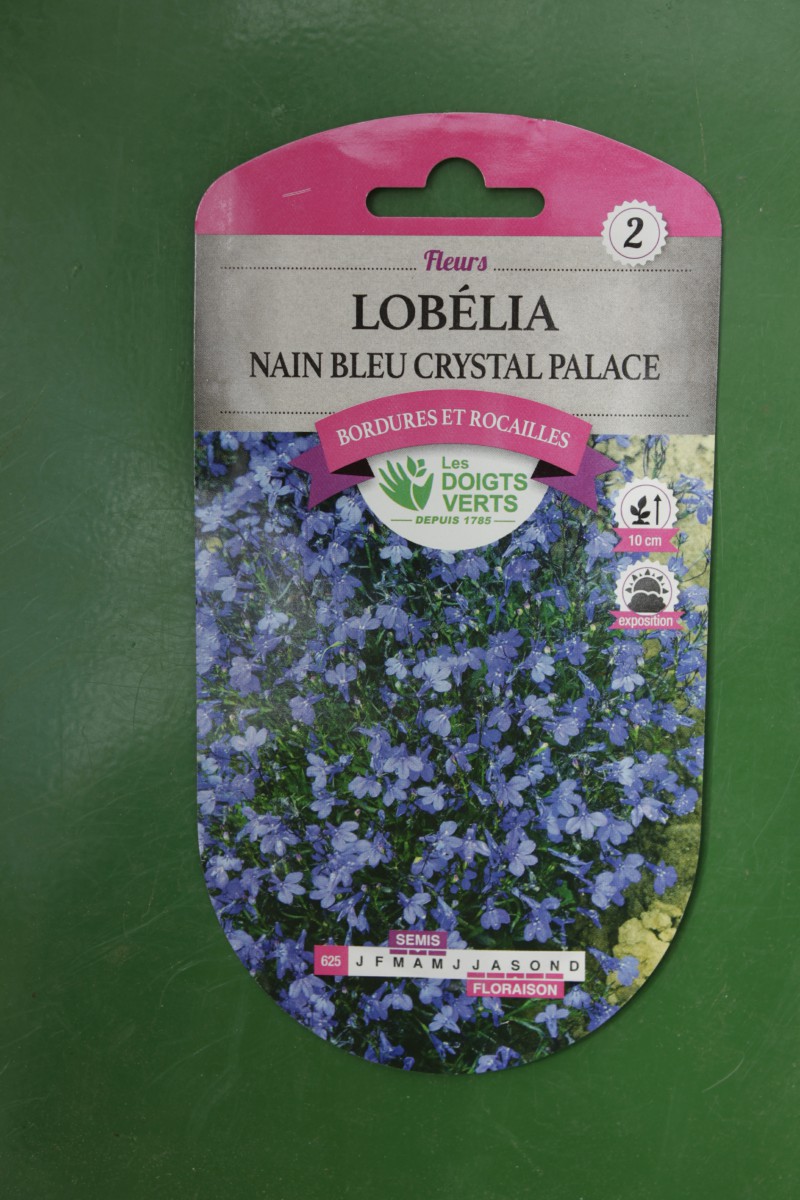 2
Fleurs
LOBÉLIA
NAIN BLEU CRYSTAL PALACE
BORDURES ET ROCAILLES
Les
DOIGTS
VERTS
DEPUIS 1785
10 cm
exposition
SEMIS
625 J F M A M J J A S O N D
FLORAISON